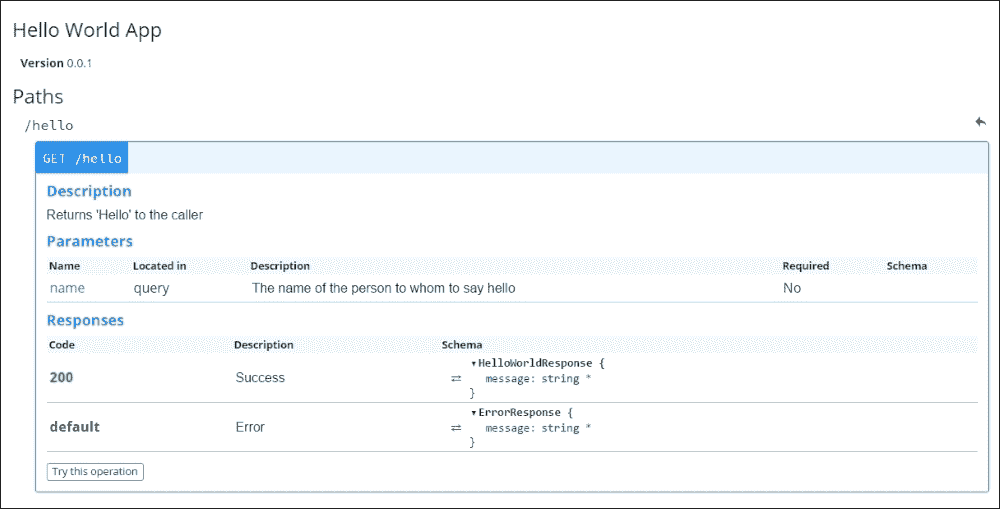 Hello World App
Version 0.0.1
Paths
/hello
GET /hello
Description
Returns 'Hello' to the caller
Parameters
Name Located in Description Required Schema
name query The name of the person to whom to say hello No
Responses
Code Description Schema
200 Success ⇄ ▾HelloWorldResponse {
message: string *
}
default Error ⇄ ▾ErrorResponse {
message: string *
}
Try this operation